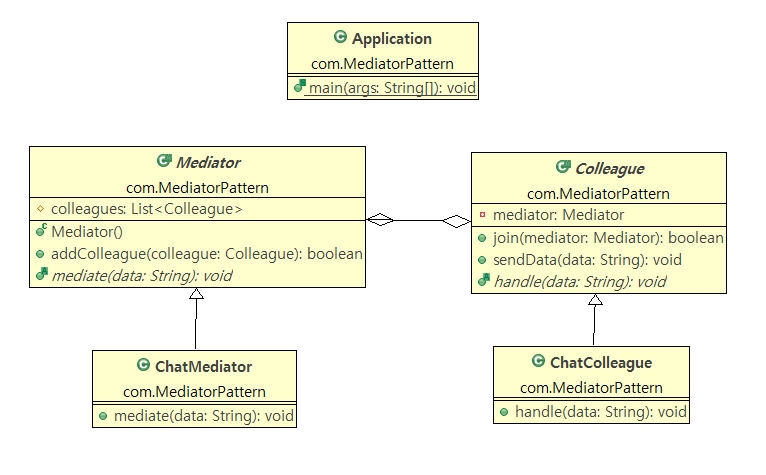 Application
com.MediatorPattern
main(args: String[]): void
Mediator
com.MediatorPattern
colleagues: List<Colleague>
Mediator()
addColleague(colleague: Colleague): boolean
mediate(data: String): void
Colleague
com.MediatorPattern
mediator: Mediator
join(mediator: Mediator): boolean
sendData(data: String): void
handle(data: String): void
ChatMediator
com.MediatorPattern
mediate(data: String): void
ChatColleague
com.MediatorPattern
handle(data: String): void